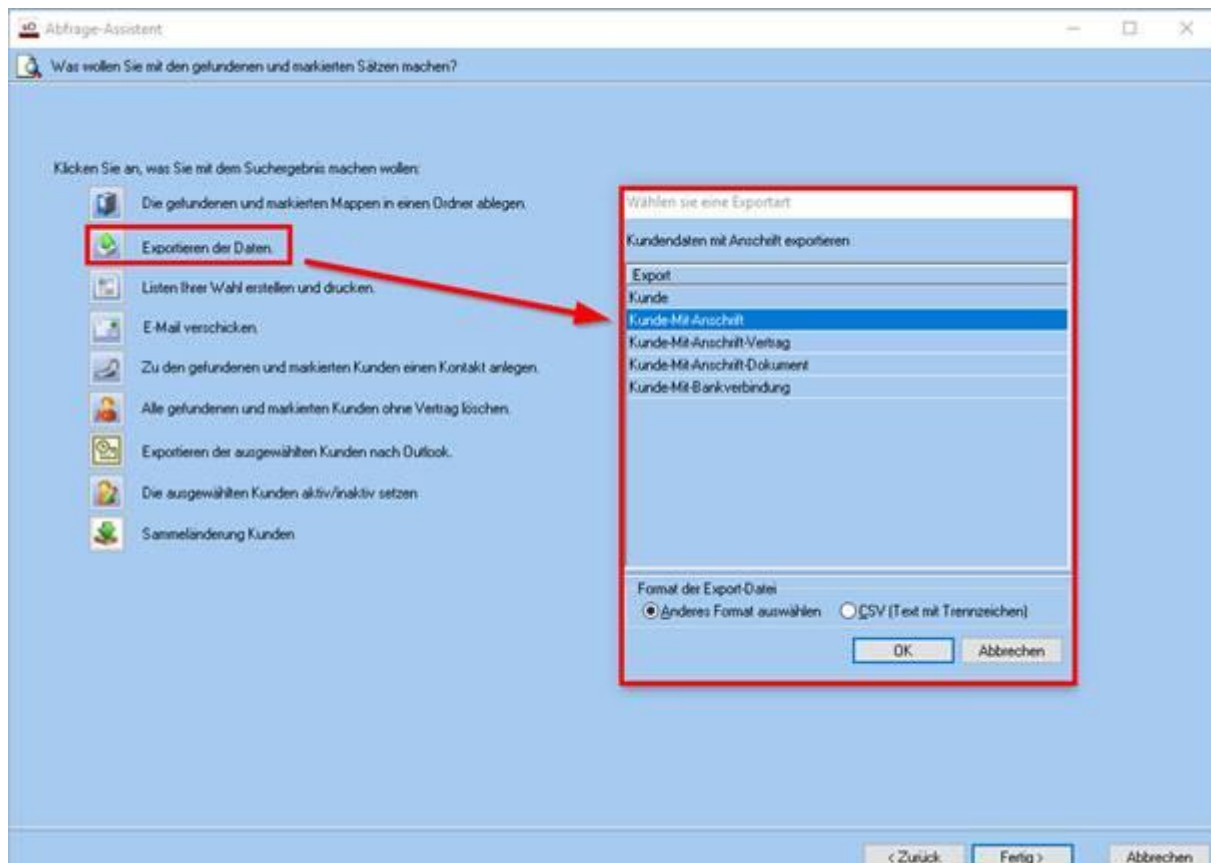 Abfrage-Assistent
Was wollen Sie mit den gefundenen und markierten Sätzen machen?
Klicken Sie an, was Sie mit dem Suchergebnis machen wollen:
Die gefundenen und markierten Mappen in einen Ordner ablegen.
Exportieren der Daten.
Listen Ihrer Wahl erstellen und drucken.
E-Mail verschicken.
Zu den gefundenen und markierten Kunden einen Kontakt anlegen.
Alle gefundenen und markierten Kunden ohne Vertrag löschen.
Exportieren der ausgewählten Kunden nach Outlook.
Die ausgewählten Kunden aktiv/inaktiv setzen
Sammeländerung Kunden
Wählen sie eine Exportart
Kundendaten mit Anschrift exportieren
Export
Kunde
Kunde-Mit-Anschrift
Kunde-Mit-Anschrift-Vertrag
Kunde-Mit-Anschrift-Dokument
Kunde-Mit-Bankverbindung
Format der Export-Datei
Anderes Format auswählen CSV (Text mit Trennzeichen)
OK Abbrechen
< Zurück Fertig > Abbrechen